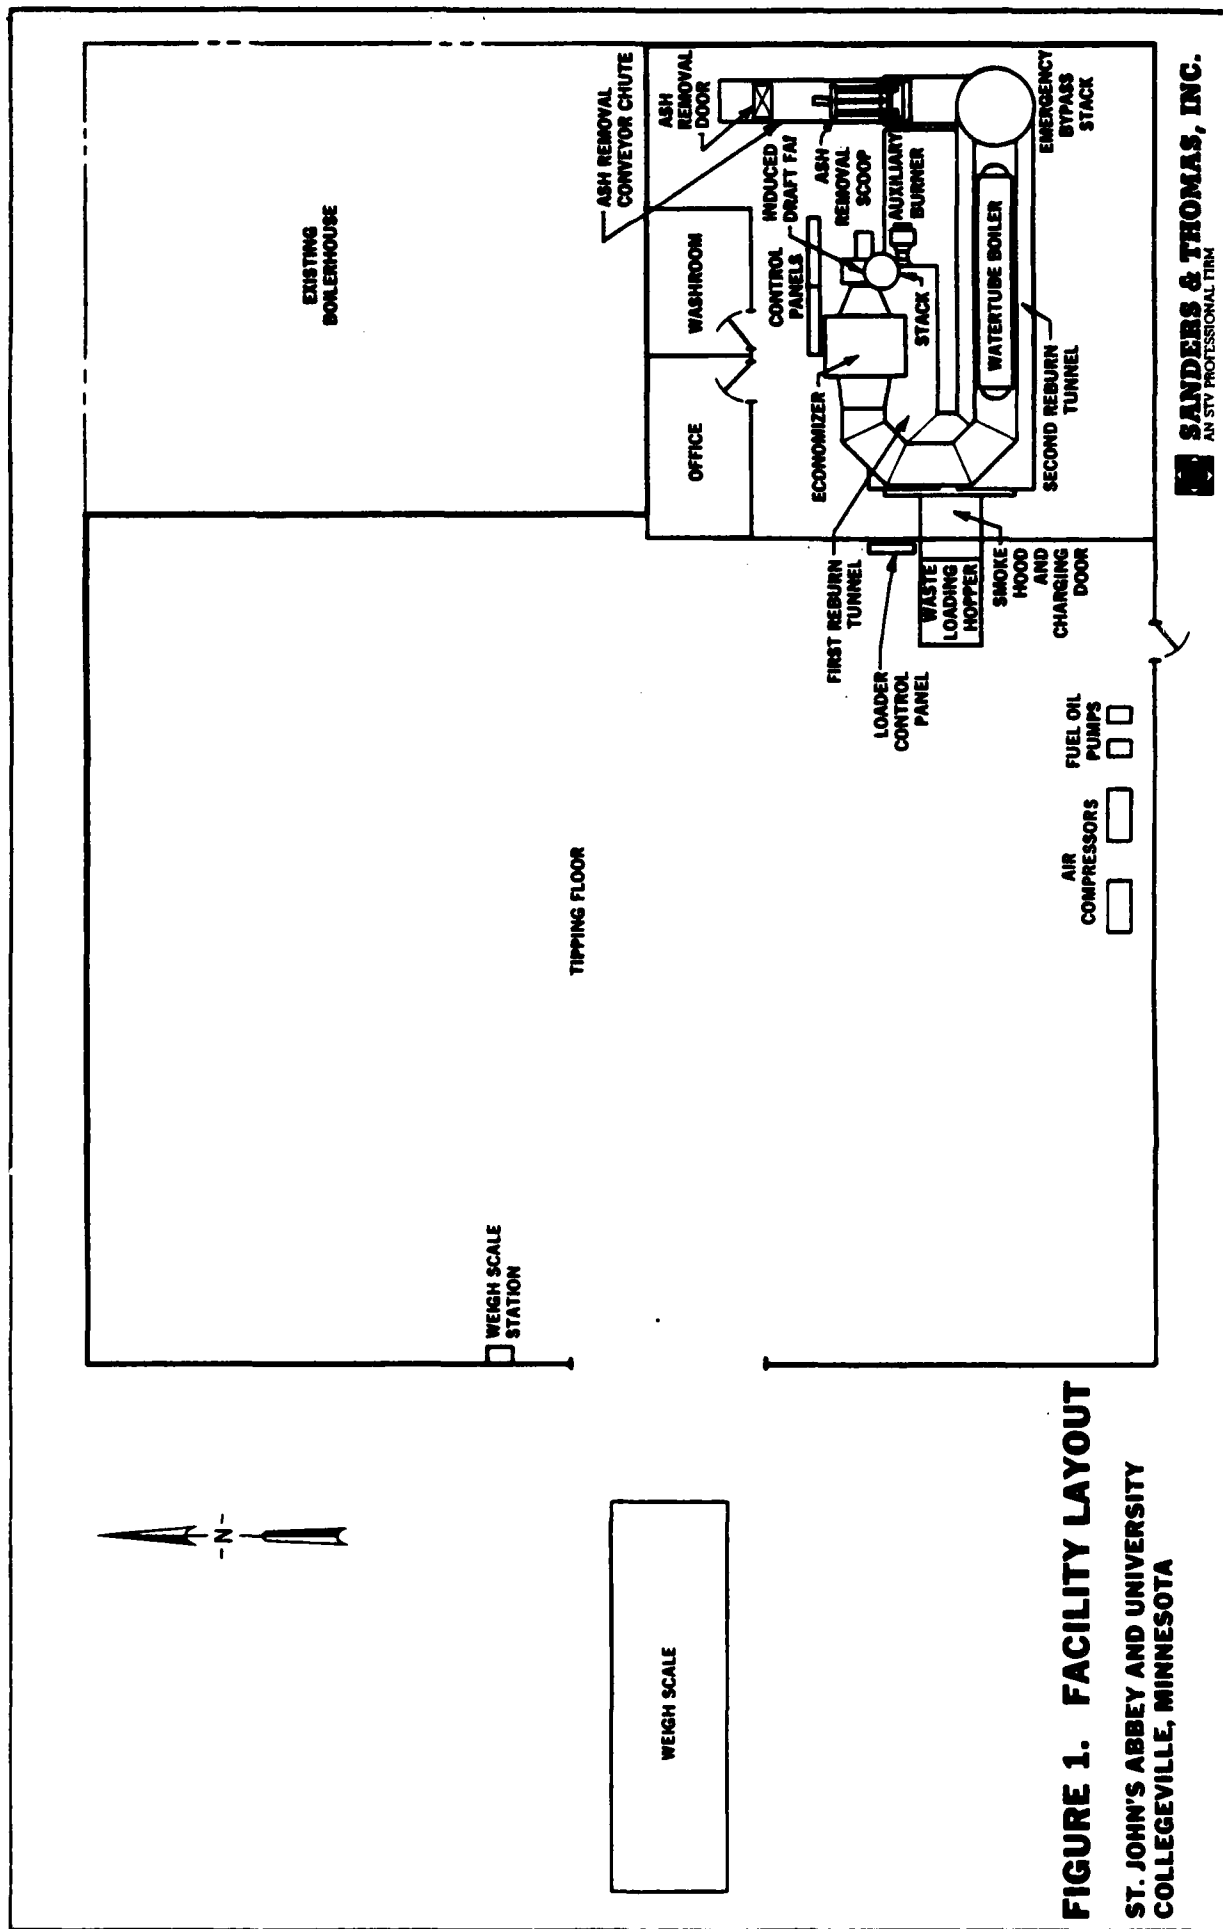 EXISTING
BOILERHOUSE
ASH REMOVAL
CONVEYOR CHUTE
ASH
REMOVAL
DOOR
WASHROOM
OFFICE
INDUCED
DRAFT FAN
CONTROL
PANELS
ASH
REMOVAL
SCOOP
AUXILIARY
BURNER
STACK
ECONOMIZER
EMERGENCY
BYPASS
STACK
WATERTUBE BOILER
SECOND REBURN
TUNNEL
FIRST REBURN
TUNNEL
LOADER
CONTROL
PANEL
WASTE
LOADING
HOPPER
SMOKE
HOOD
AND
CHARGING
DOOR
FUEL OIL
PUMPS
AIR
COMPRESSORS
TIPPING FLOOR
WEIGH SCALE
STATION
-N-
WEIGH SCALE
FIGURE 1. FACILITY LAYOUT
ST. JOHN'S ABBEY AND UNIVERSITY
COLLEGEVILLE, MINNESOTA
SANDERS & THOMAS, INC.
AN STV PROFESSIONAL FIRM